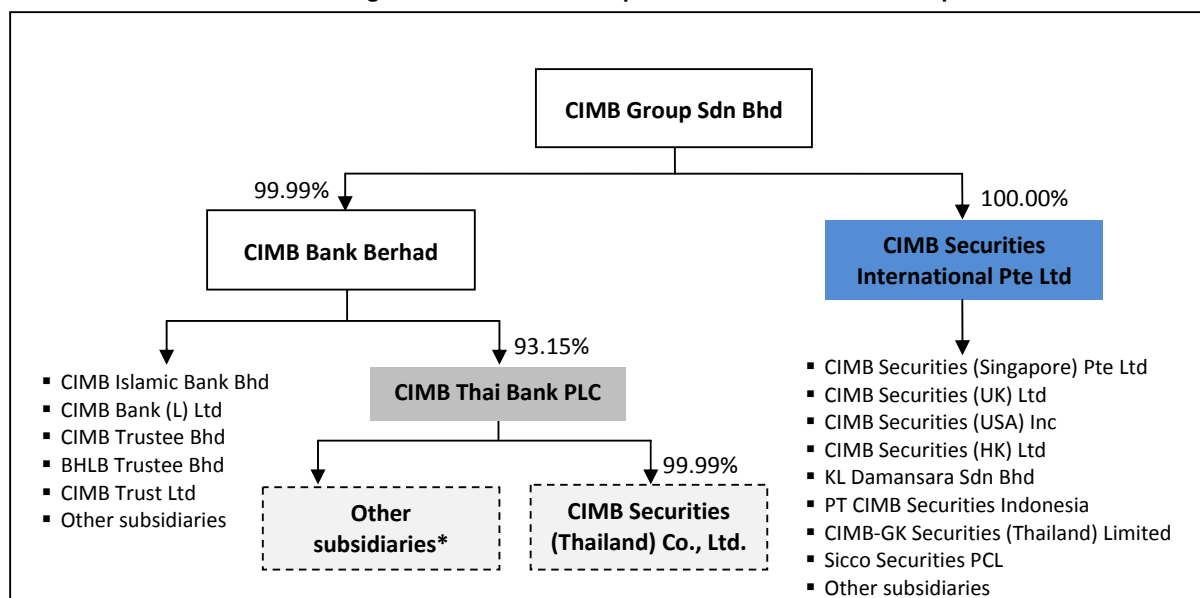 CIMB Group Sdn Bhd
99.99%
100.00%
CIMB Bank Berhad
CIMB Securities
International Pte Ltd
93.15%
▪ CIMB Islamic Bank Bhd
▪ CIMB Bank (L) Ltd
▪ CIMB Trustee Bhd
▪ BHLB Trustee Bhd
▪ CIMB Trust Ltd
▪ Other subsidiaries
CIMB Thai Bank PLC
99.99%
Other
subsidiaries*
CIMB Securities
(Thailand) Co., Ltd.
▪ CIMB Securities (Singapore) Pte Ltd
▪ CIMB Securities (UK) Ltd
▪ CIMB Securities (USA) Inc
▪ CIMB Securities (HK) Ltd
▪ KL Damansara Sdn Bhd
▪ PT CIMB Securities Indonesia
▪ CIMB-GK Securities (Thailand) Limited
▪ Sicco Securities PCL
▪ Other subsidiaries